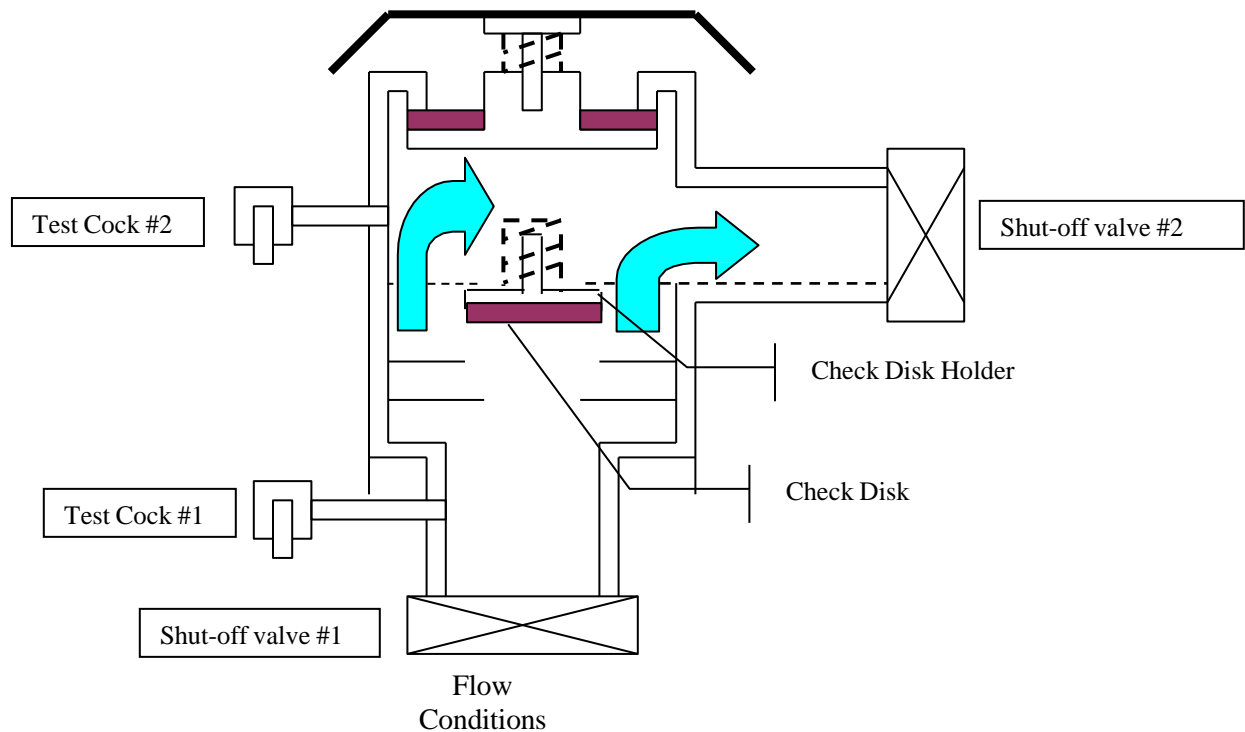 Test Cock #2
Shut-off valve #2
Check Disk Holder
Check Disk
Test Cock #1
Shut-off valve #1
Flow
Conditions